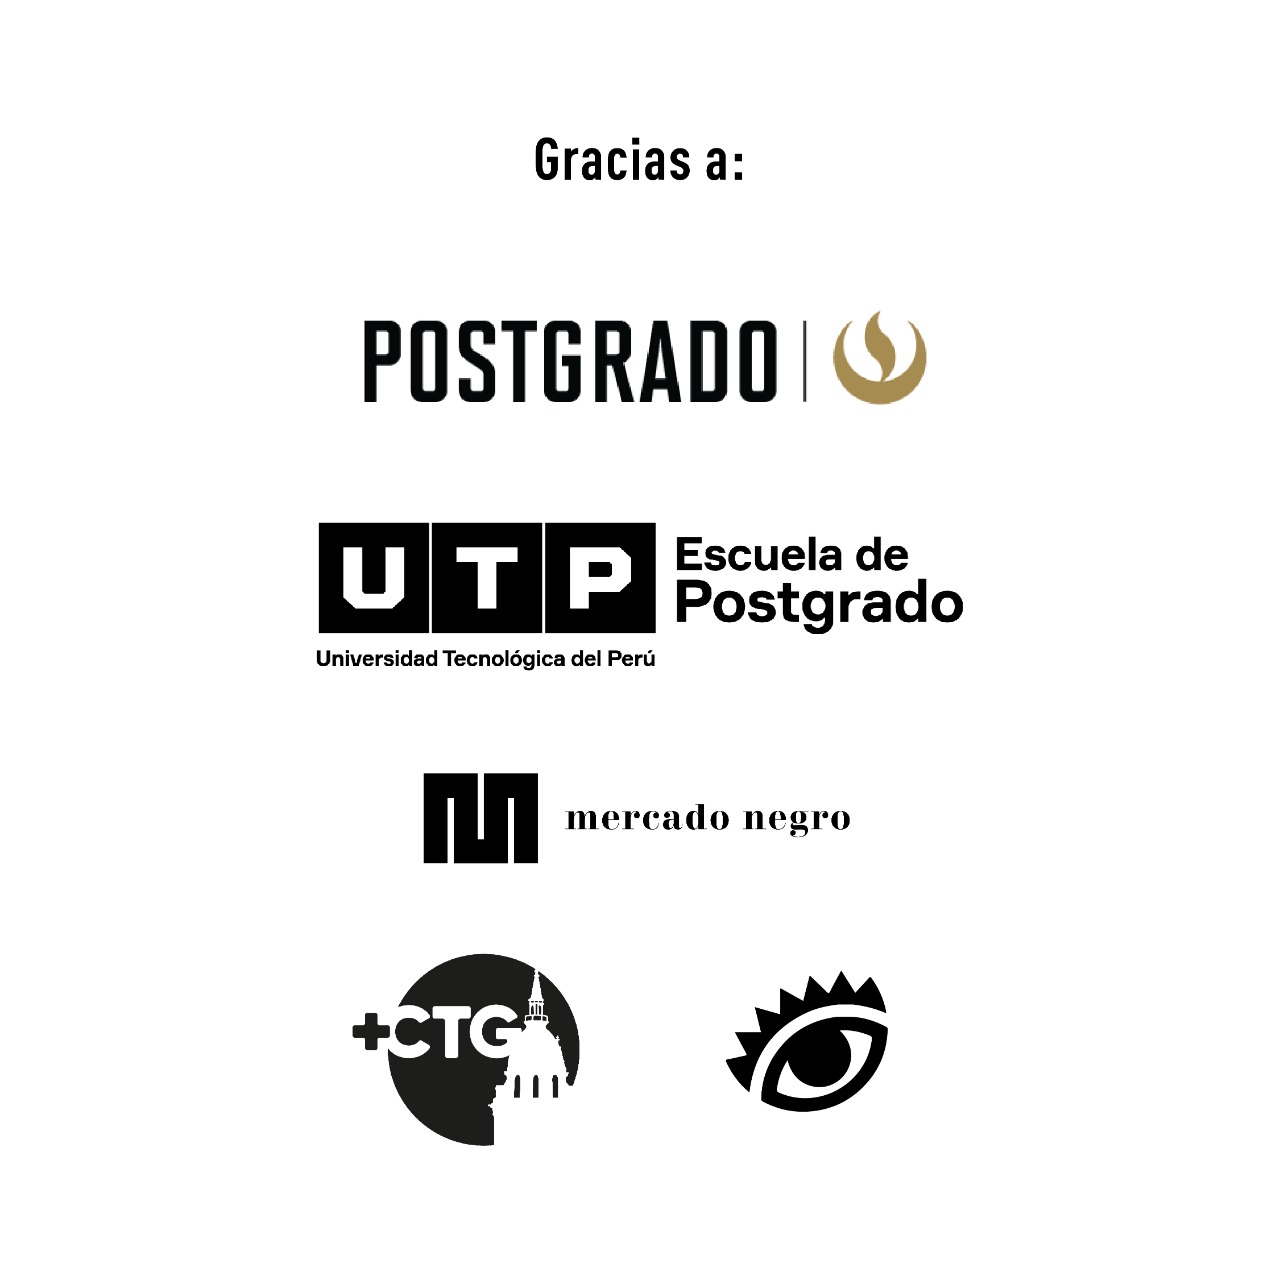 Gracias a:
POSTGRADO
UTP
Escuela de
Postgrado
Universidad Tecnológica del Perú
mercado negro
+CTG